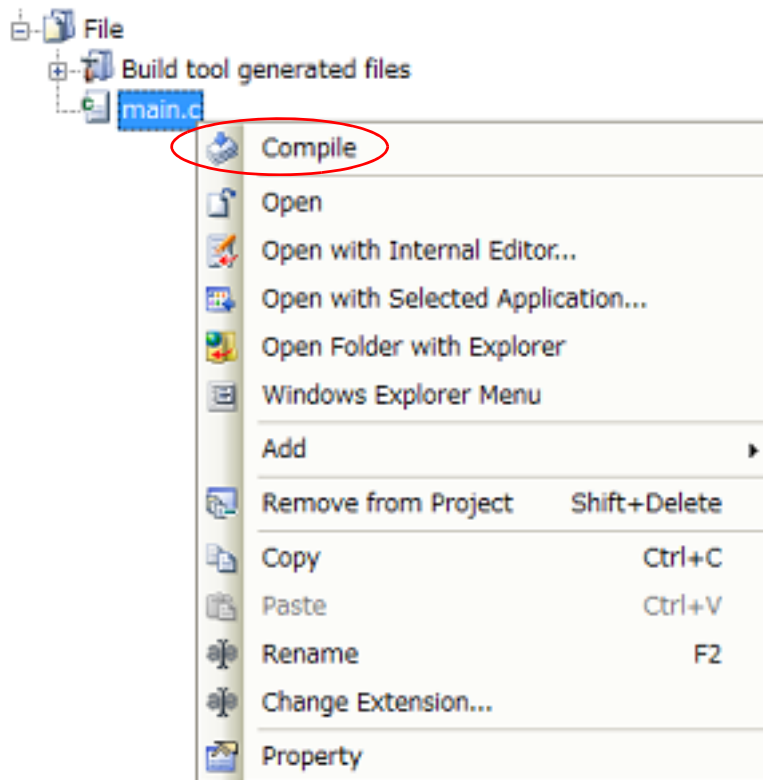 File
Build tool generated files
main.c
Compile
Open
Open with Internal Editor...
Open with Selected Application...
Open Folder with Explorer
Windows Explorer Menu
Add
Remove from Project Shift+Delete
Copy Ctrl+C
Paste Ctrl+V
Rename F2
Change Extension...
Property